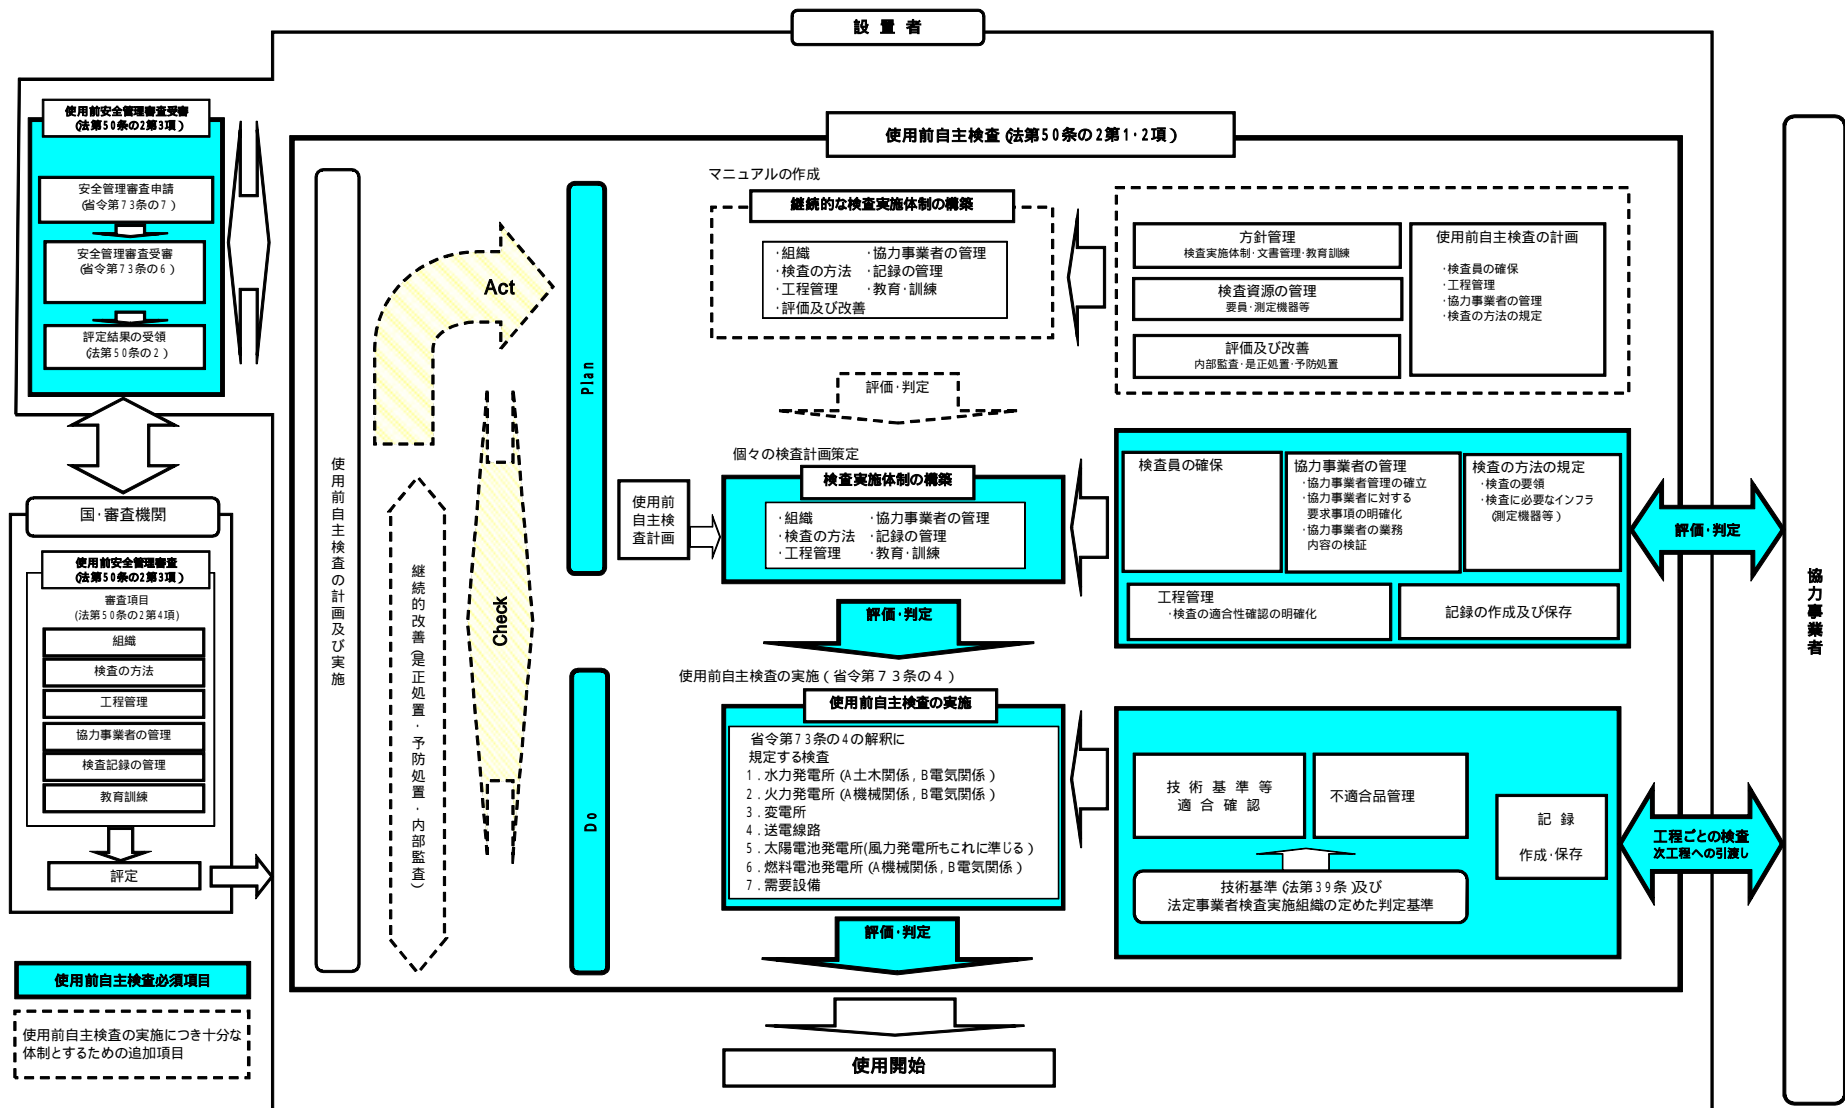 設 置 者
使用前安全管理審査受審
(法第50条の2第3項)
安全管理審査申請
(省令第73条の7)
安全管理審査受審
(省令第73条の6)
評定結果の受領
(法第50条の2)
国・審査機関
使用前安全管理審査
(法第50条の2第3項)
審査項目
(法第50条の2第4項)
組織
検査の方法
工程管理
協力事業者の管理
検査記録の管理
教育訓練
評定
使用前自主検査必須項目
使用前自主検査の実施につき十分な
体制とするための追加項目
使用前自主検査(法第50条の2第1・2項)
使用前自主検査の計画及び実施
Act
Check
継続的改善(是正処置・予防処置・内部監査)
Plan
Do
マニュアルの作成
継続的な検査実施体制の構築
・組織 ・協力事業者の管理
・検査の方法 ・記録の管理
・工程管理 ・教育・訓練
・評価及び改善
方針管理
検査実施体制・文書管理・教育訓練
検査資源の管理
要員・測定機器等
評価及び改善
内部監査・是正処置・予防処置
使用前自主検査の計画
・検査員の確保
・工程管理
・協力事業者の管理
・検査の方法の規定
評価・判定
個々の検査計画策定
使用前
自主検
査計画
検査実施体制の構築
・組織 ・協力事業者の管理
・検査の方法 ・記録の管理
・工程管理 ・教育・訓練
検査員の確保
協力事業者の管理
・協力事業者管理の確立
・協力事業者に対する
要求事項の明確化
・協力事業者の業務
内容の検証
検査の方法の規定
・検査の要領
・検査に必要なインフラ
(測定機器等)
工程管理
・検査の適合性確認の明確化
記録の作成及び保存
評価・判定
評価・判定
使用前自主検査の実施(省令第73条の4)
使用前自主検査の実施
省令第73条の4の解釈に
規定する検査
1.水力発電所(A土木関係,B電気関係)
2.火力発電所(A機械関係,B電気関係)
3.変電所
4.送電線路
5.太陽電池発電所(風力発電所もこれに準じる)
6.燃料電池発電所(A機械関係,B電気関係)
7.需要設備
技 術 基 準 等
適 合 確 認
不適合品管理
記 録
作成・保存
技術基準(法第39条)及び
法定事業者検査実施組織の定めた判定基準
工程ごとの検査
次工程への引渡し
評価・判定
使用開始
協力事業者